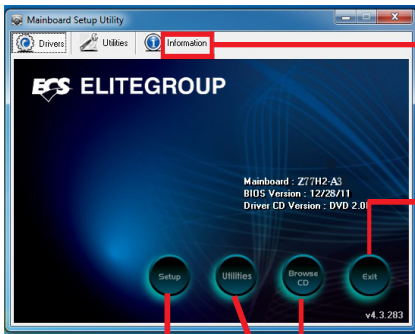 Mainboard Setup Utility
Drivers Utilities Information
ECS ELITEGROUP
Mainboard : Z77H2-A3
BIOS Version : 12/28/11
Driver CD Version : DVD 2.0
Setup Utilities Browse CD Exit
v4.3.283